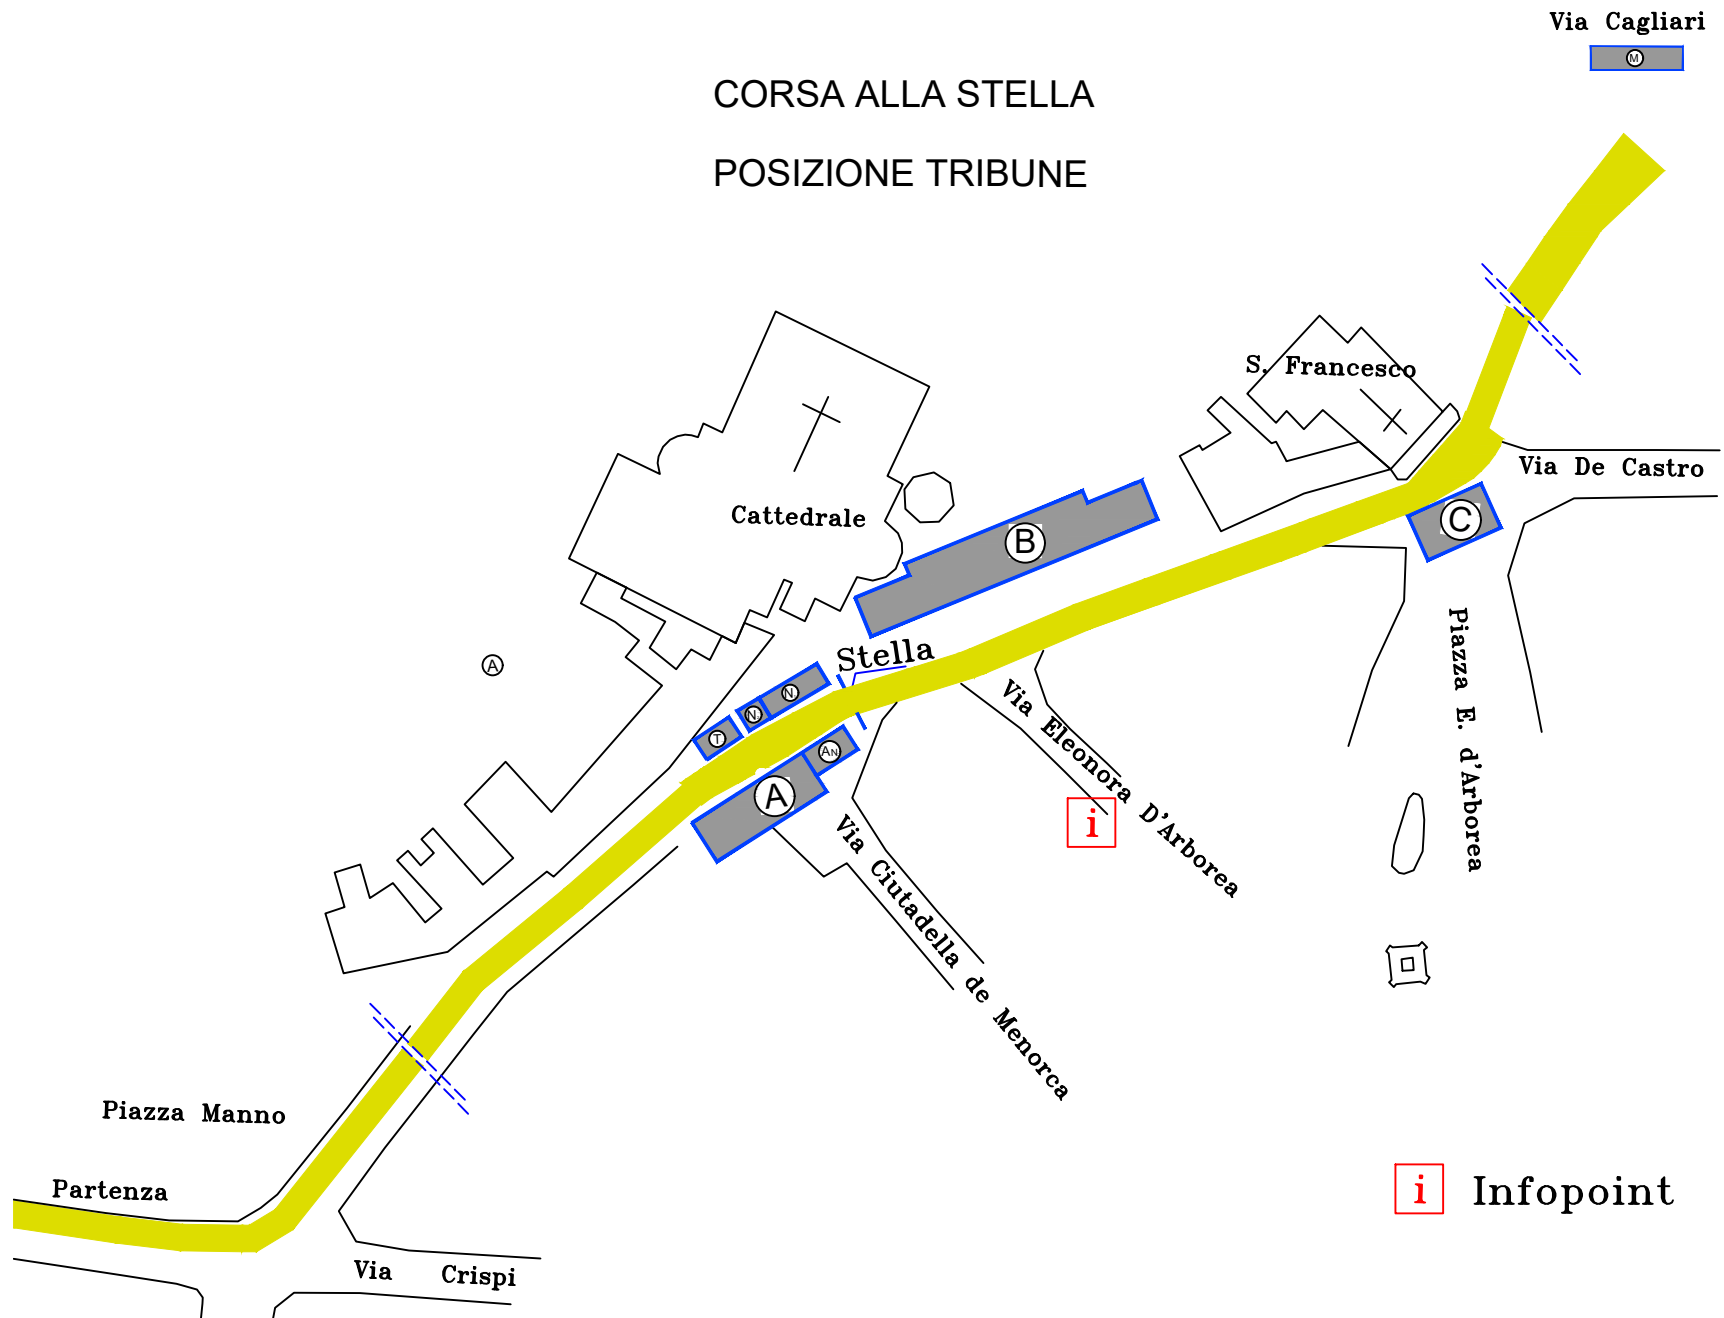 Via Cagliari
M
CORSA ALLA STELLA
POSIZIONE TRIBUNE
S. Francesco
Via De Castro
Cattedrale
B
C
Stella
A
N
N
T
AN
A
Via Eleonora D'Arborea
Piazza E. d'Arborea
i
Via Ciutadella de Menorca
Piazza Manno
Partenza
i Infopoint
Via Crispi